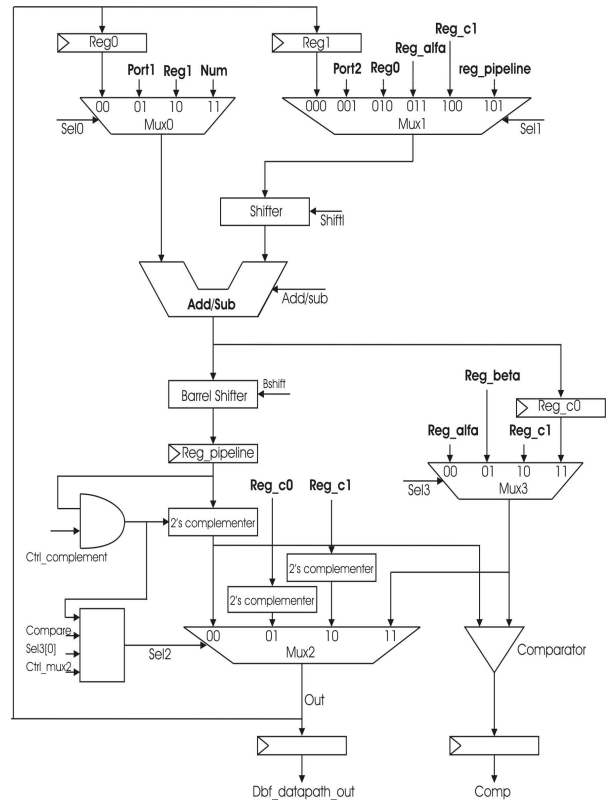 Reg0
Reg1
Reg_c1
Reg_alfa
Port1 Reg1 Num
Port2 Reg0
reg_pipeline
00 01 10 11
000 001 010 011 100 101
Sel0
Mux0
Mux1
Sel1
Shifter
Shiftl
Add/Sub
Add/sub
Reg_beta
Barrel Shifter
Bshift
Reg_c0
Reg_alfa
Reg_c1
Reg_pipeline
00 01 10 11
Sel3
Mux3
Reg_c0
Reg_c1
2's complementer
Ctrl_complement
2's complementer
2's complementer
Compare
Sel3[0]
Ctrl_mux2
Sel2
00 01 10 11
Mux2
Comparator
Out
Dbf_datapath_out
Comp